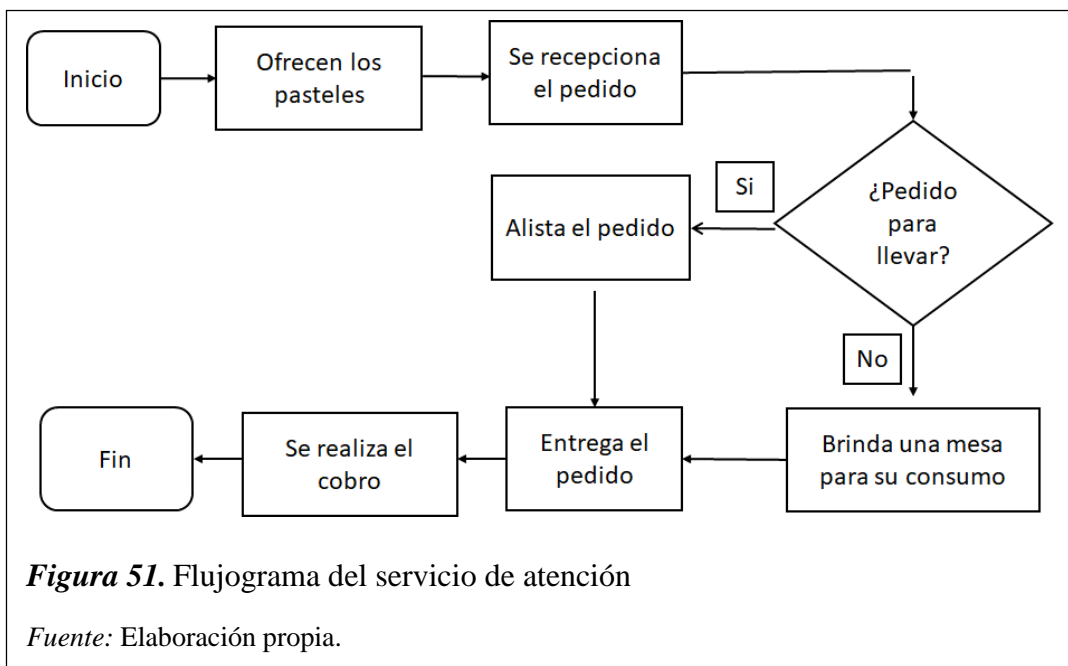 Inicio
Ofrecen los
pasteles
Se recepciona
el pedido
¿Pedido
para
llevar?
Si
Alista el pedido
No
Brinda una mesa
para su consumo
Entrega el
pedido
Se realiza el
cobro
Fin
Figura 51. Flujograma del servicio de atención
Fuente: Elaboración propia.